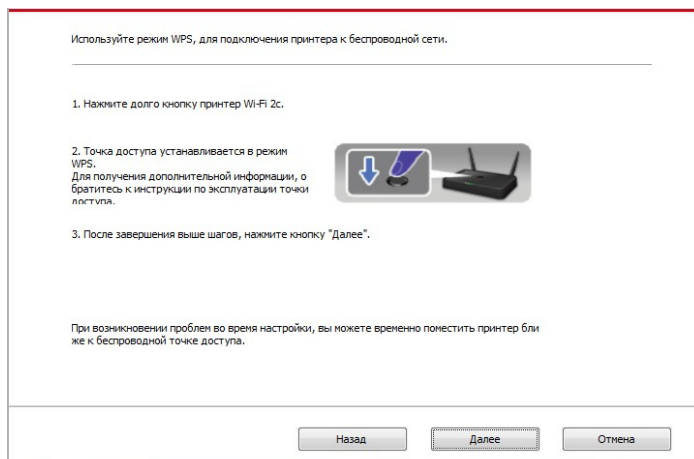 Используйте режим WPS, для подключения принтера к беспроводной сети.
1. Нажмите долго кнопку принтер Wi-Fi 2с.
2. Точка доступа устанавливается в режим
WPS.
Для получения дополнительной информации, о
братитесь к инструкции по эксплуатации точки
доступа.
3. После завершения выше шагов, нажмите кнопку "Далее".
При возникновении проблем во время настройки, вы можете временно поместить принтер бли
же к беспроводной точке доступа.
Назад
Далее
Отмена